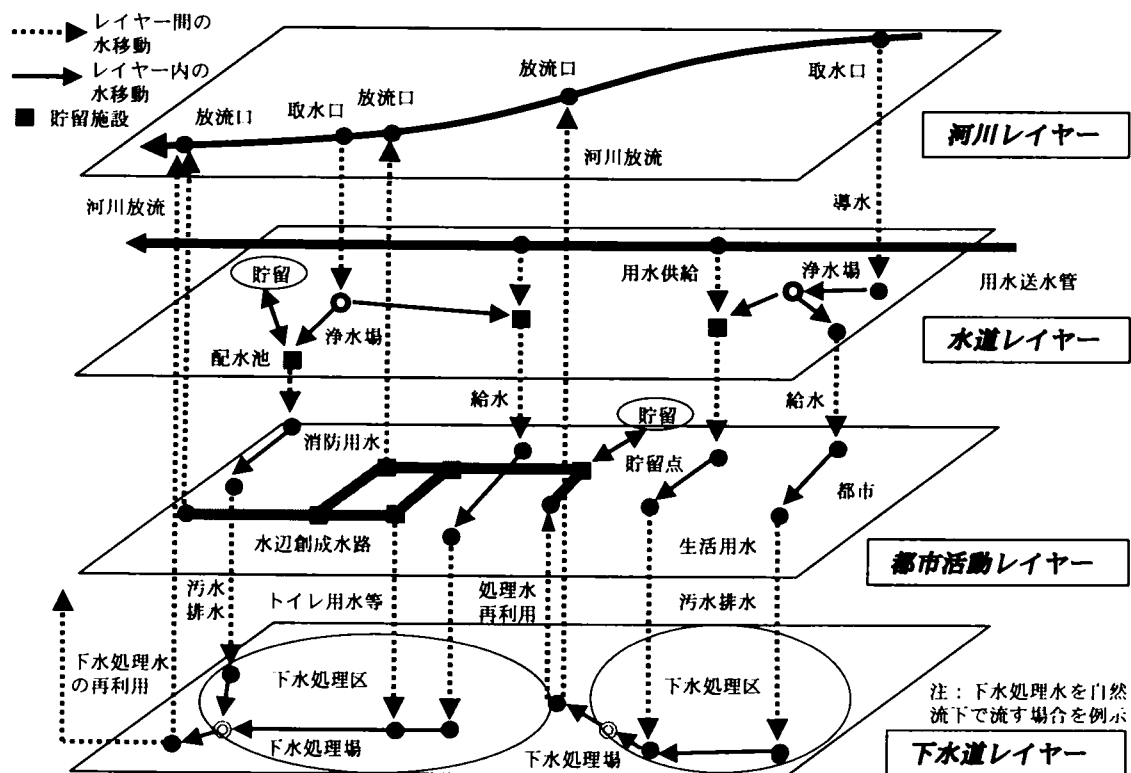 レイヤー間の
水移動
レイヤー内の
水移動
貯留施設
放流口
取水口
放流口
放流口
取水口
河川レイヤー
河川放流
河川放流
導水
貯留
用水供給
浄水場
用水送水管
浄水場
配水池
水道レイヤー
給水
給水
貯留
消防用水
貯留点
都市
水辺創成水路
生活用水
都市活動レイヤー
汚水
排水
トイレ用水等
処理水
再利用
汚水排水
下水処理水
の再利用
下水処理区
下水処理区
注：下水処理水を自然
流下で流す場合を例示
下水処理場
下水処理場
下水道レイヤー